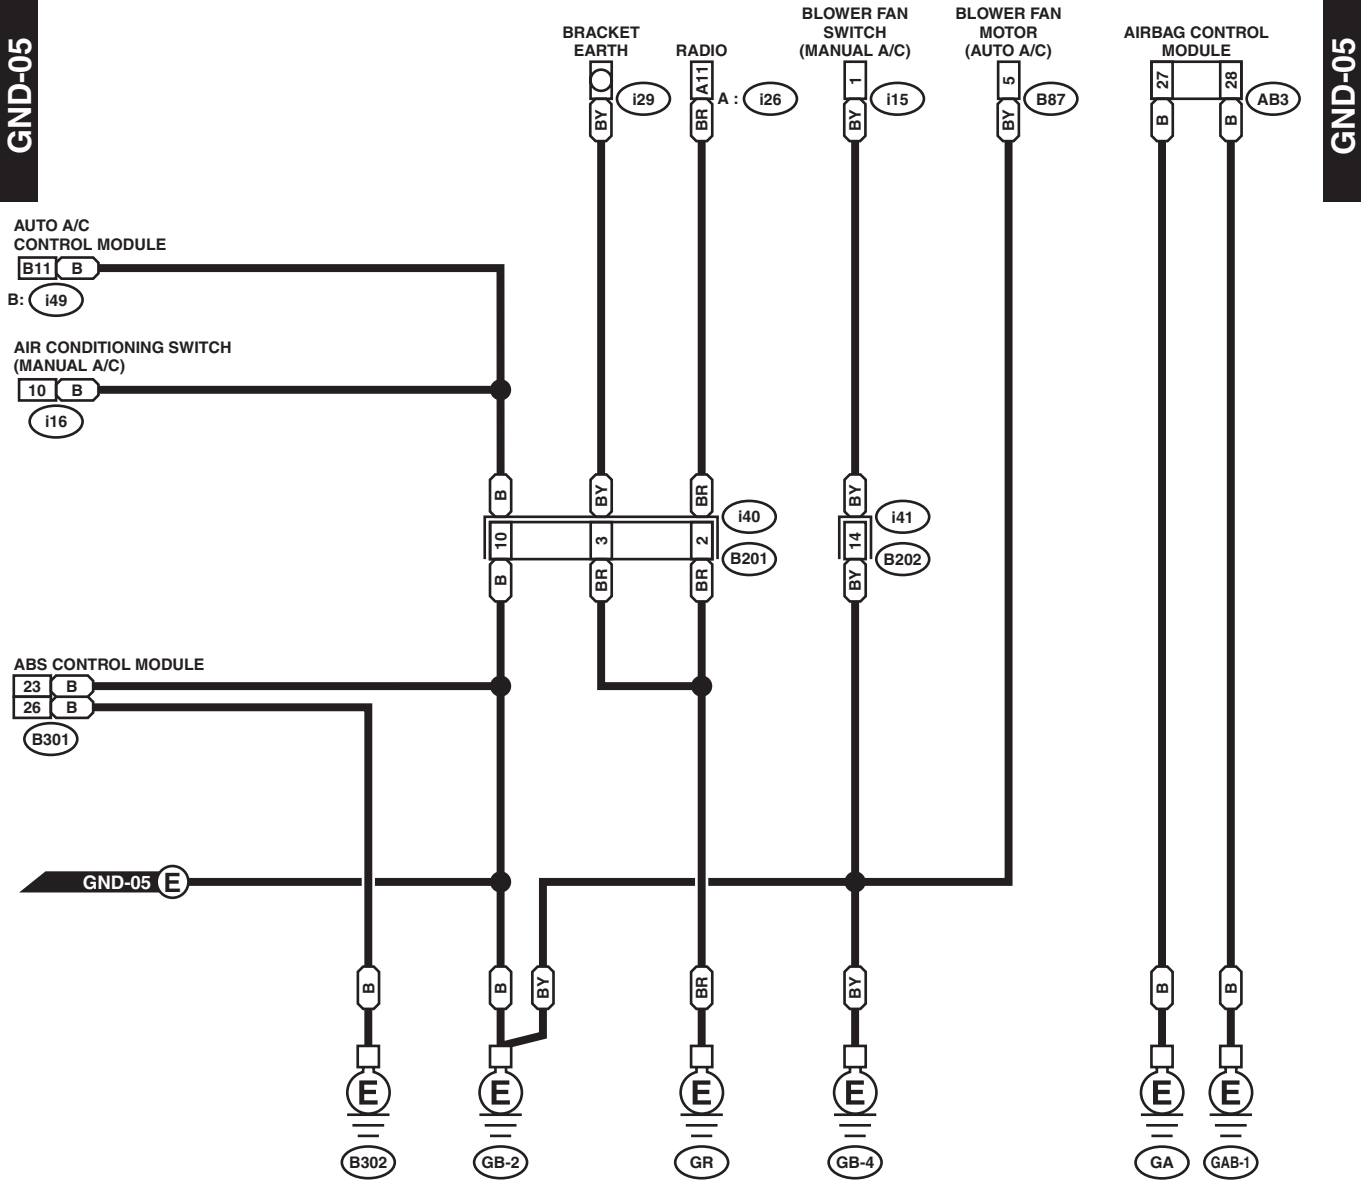 GND-05
GND-05
BRACKET
EARTH
RADIO
BLOWER FAN
SWITCH
(MANUAL A/C)
BLOWER FAN
MOTOR
(AUTO A/C)
AIRBAG CONTROL
MODULE
A11
1
5
27
28
i29
A : i26
i15
B87
AB3
BY
BR
BY
BY
B
B
AUTO A/C
CONTROL MODULE
B11 B
B: i49
AIR CONDITIONING SWITCH
(MANUAL A/C)
10 B
i16
B
BY
BR
BY
i40
i41
10
3
2
14
B201
B202
B
BR
BR
BY
ABS CONTROL MODULE
23 B
26 B
B301
GND-05 E
B
B
BY
BR
BY
B
B
E
E
E
E
E
E
B302
GB-2
GR
GB-4
GA
GAB-1